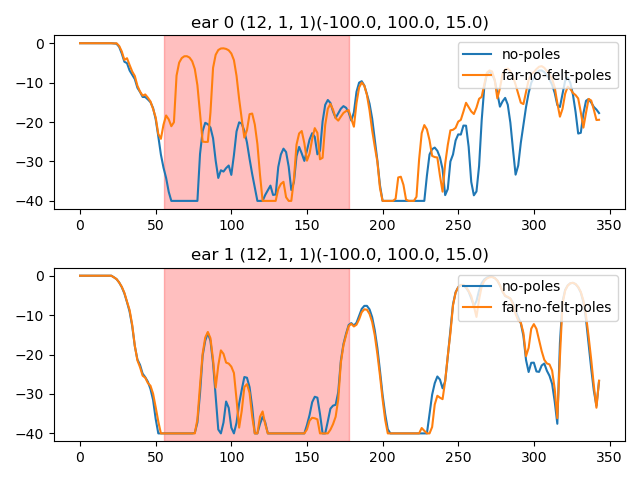 ear 0 (12, 1, 1)(-100.0, 100.0, 15.0)
0
−10
−20
−30
−40
no-poles
far-no-felt-poles
0 50 100 150 200 250 300 350
ear 1 (12, 1, 1)(-100.0, 100.0, 15.0)
0
−10
−20
−30
−40
no-poles
far-no-felt-poles
0 50 100 150 200 250 300 350